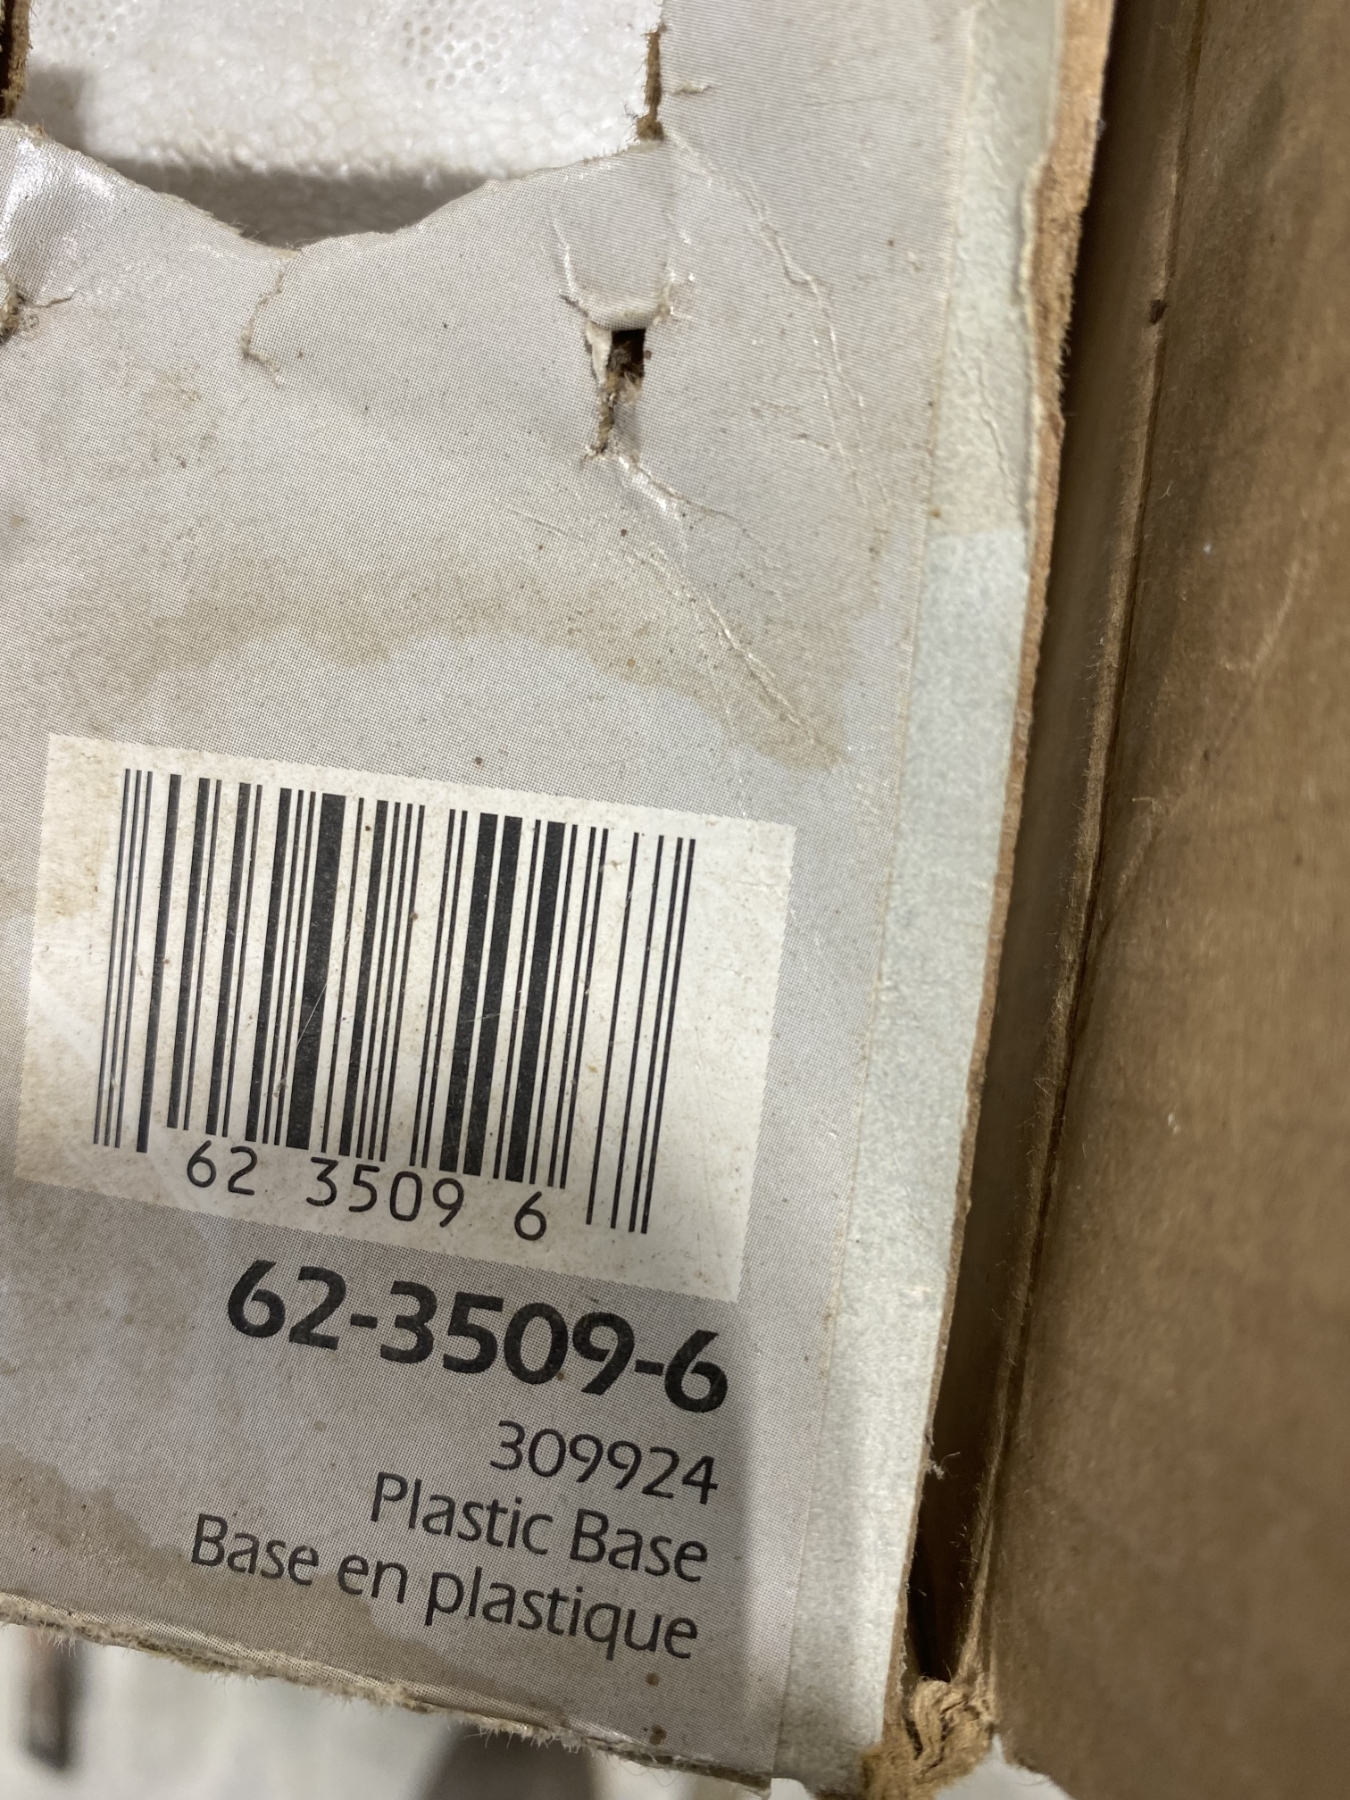 62 3509 6
62-3509-6
309924
Plastic Base
Base en plastique